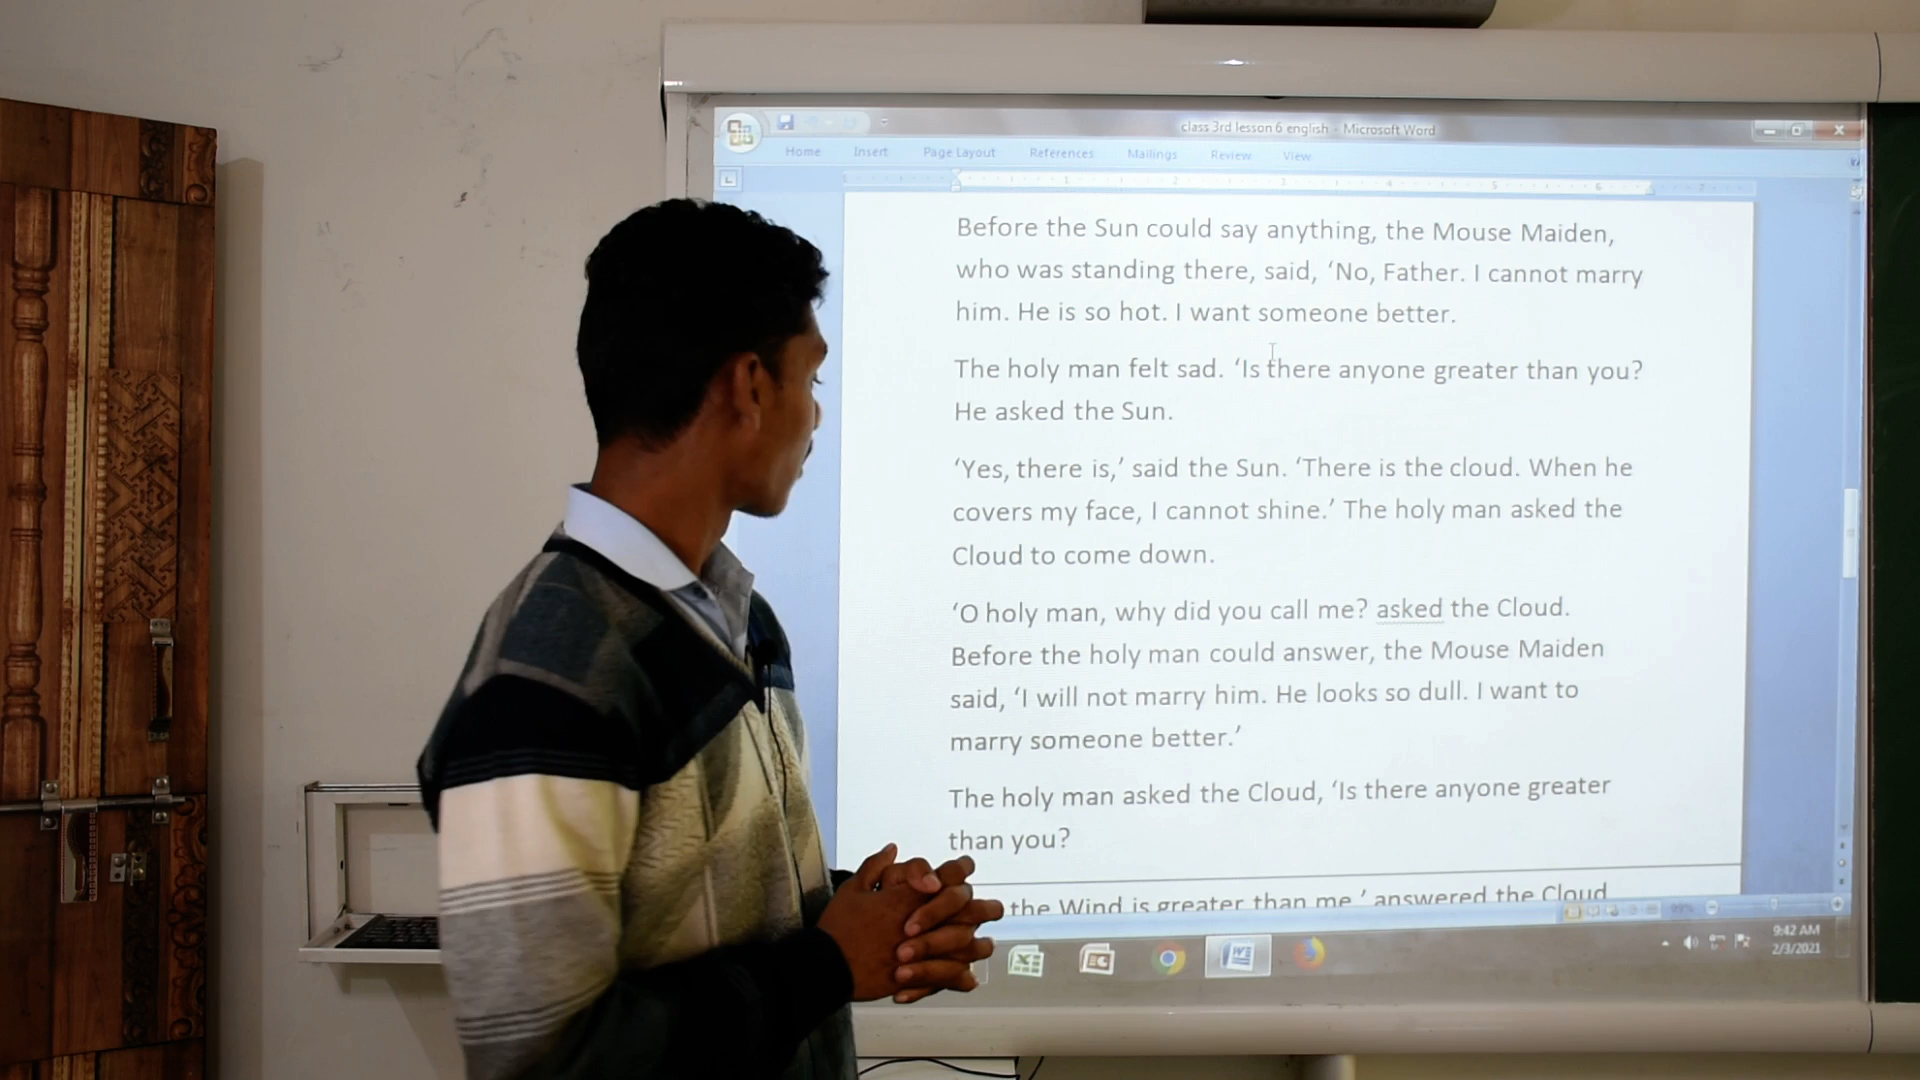 class 3rd lesson 6 english - Microsoft Word
Home Insert Page Layout References Mailings Review View
Before the Sun could say anything, the Mouse Maiden,
who was standing there, said, ‘No, Father. I cannot marry
him. He is so hot. I want someone better.
The holy man felt sad. ‘Is there anyone greater than you?
He asked the Sun.
‘Yes, there is,’ said the Sun. ‘There is the cloud. When he
covers my face, I cannot shine.’ The holy man asked the
Cloud to come down.
‘O holy man, why did you call me? asked the Cloud.
Before the holy man could answer, the Mouse Maiden
said, ‘I will not marry him. He looks so dull. I want to
marry someone better.’
The holy man asked the Cloud, ‘Is there anyone greater
than you?
the Wind is greater than me,’ answered the Cloud
9:42 AM
2/3/2021